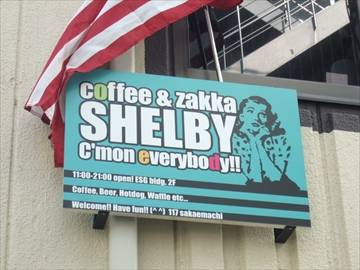 coffee & zakka
SHELBY
C'mon everybody!!
11:00-21:00 open! ES6 bldg, 2F
Coffee, Beer, Hotdog, Waffle etc...
Welcome!! Have fun!! (^ ^) 117 sakaemachi